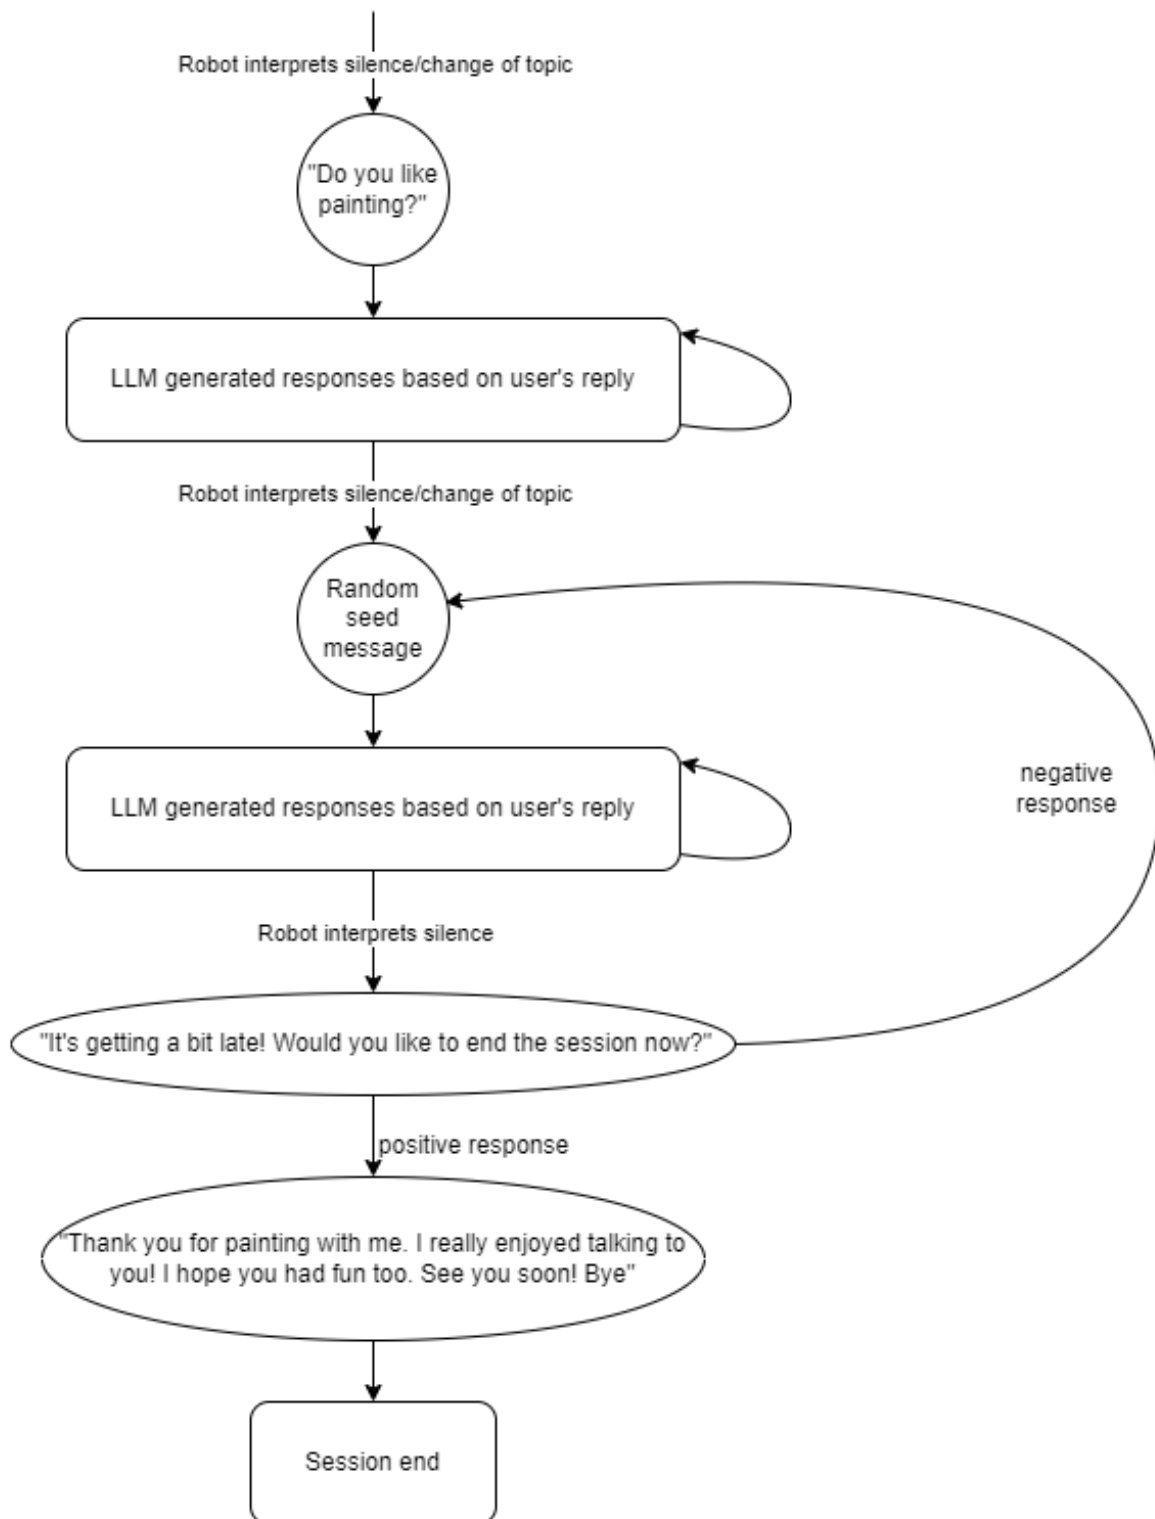 Robot interprets silence/change of topic
"Do you like
painting?"
LLM generated responses based on user's reply
Robot interprets silence/change of topic
Random
seed
message
LLM generated responses based on user's reply
negative
response
Robot interprets silence
"It's getting a bit late! Would you like to end the session now?"
positive response
"Thank you for painting with me. I really enjoyed talking to
you! I hope you had fun too. See you soon! Bye"
Session end